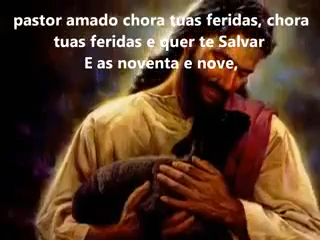 pastor amado chora tuas feridas, chora
tuas feridas e quer te Salvar
E as noventa e nove,